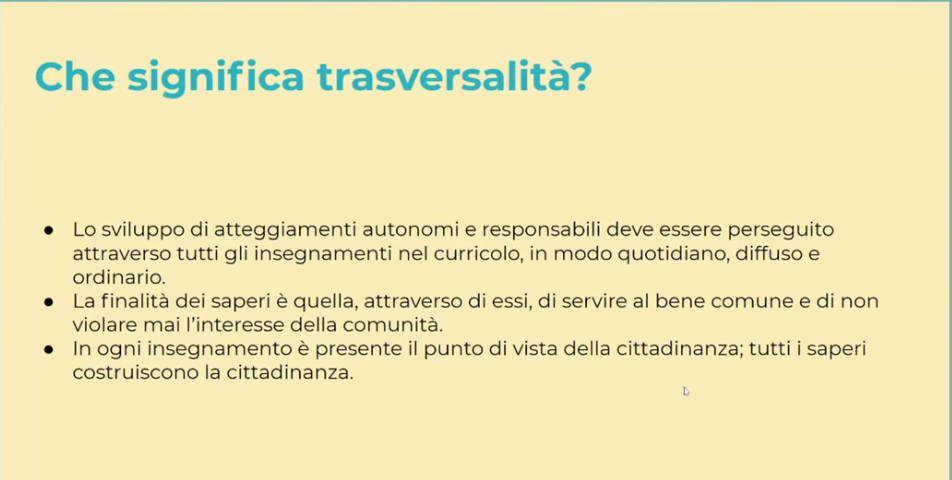 Che significa trasversalità?
● Lo sviluppo di atteggiamenti autonomi e responsabili deve essere perseguito
attraverso tutti gli insegnamenti nel curricolo, in modo quotidiano, diffuso e
ordinario.
● La finalità dei saperi è quella, attraverso di essi, di servire al bene comune e di non
violare mai l'interesse della comunità.
● In ogni insegnamento è presente il punto di vista della cittadinanza; tutti i saperi
costruiscono la cittadinanza.